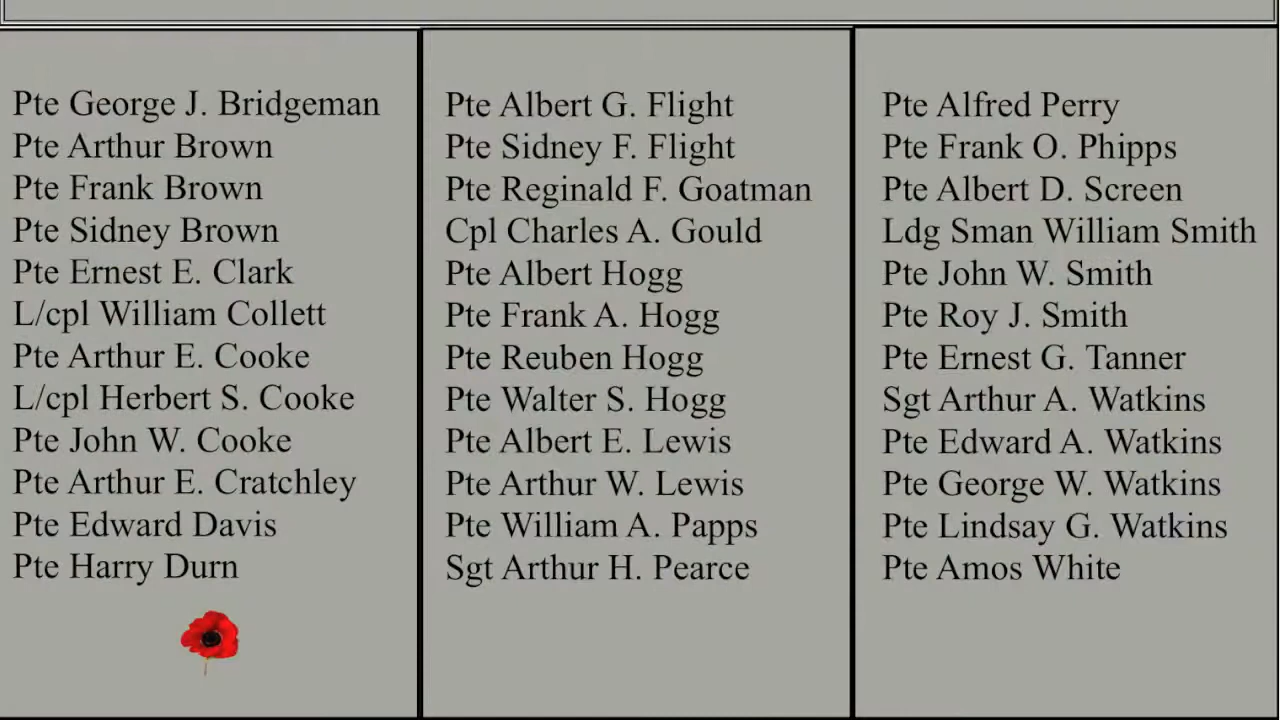 Pte George J. Bridgeman
Pte Arthur Brown
Pte Frank Brown
Pte Sidney Brown
Pte Ernest E. Clark
L/cpl William Collett
Pte Arthur E. Cooke
L/cpl Herbert S. Cooke
Pte John W. Cooke
Pte Arthur E. Cratchley
Pte Edward Davis
Pte Harry Durn
Pte Albert G. Flight
Pte Sidney F. Flight
Pte Reginald F. Goatman
Cpl Charles A. Gould
Pte Albert Hogg
Pte Frank A. Hogg
Pte Reuben Hogg
Pte Walter S. Hogg
Pte Albert E. Lewis
Pte Arthur W. Lewis
Pte William A. Papps
Sgt Arthur H. Pearce
Pte Alfred Perry
Pte Frank O. Phipps
Pte Albert D. Screen
Ldg Sman William Smith
Pte John W. Smith
Pte Roy J. Smith
Pte Ernest G. Tanner
Sgt Arthur A. Watkins
Pte Edward A. Watkins
Pte George W. Watkins
Pte Lindsay G. Watkins
Pte Amos White